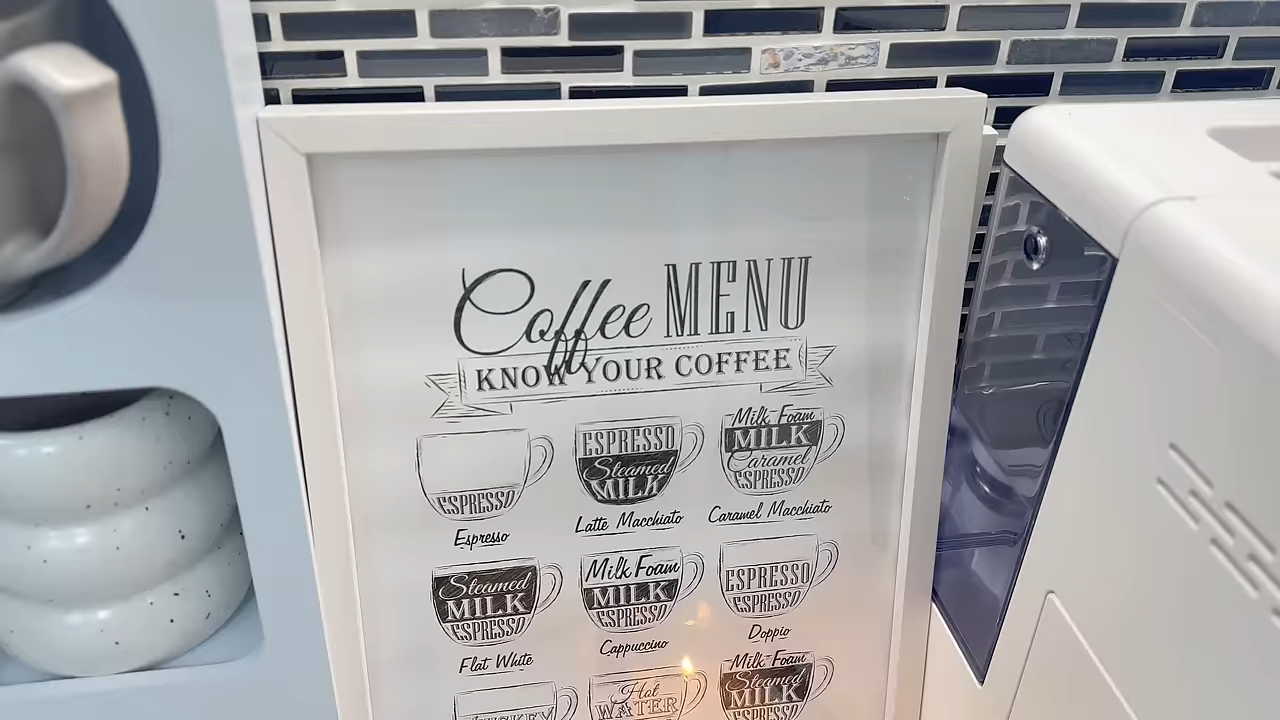 Coffee MENU
KNOW YOUR COFFEE
ESPRESSO
Espresso
ESPRESSO
Steamed
MILK
Latte Macchiato
Milk Foam
MILK
Caramel
ESPRESSO
Caramel Macchiato
Steamed
MILK
ESPRESSO
Flat White
Milk Foam
MILK
ESPRESSO
Cappuccino
ESPRESSO
ESPRESSO
Doppio
WHISKEY
Hot
WATER
Milk Foam
Steamed
MILK
ESPRESSO